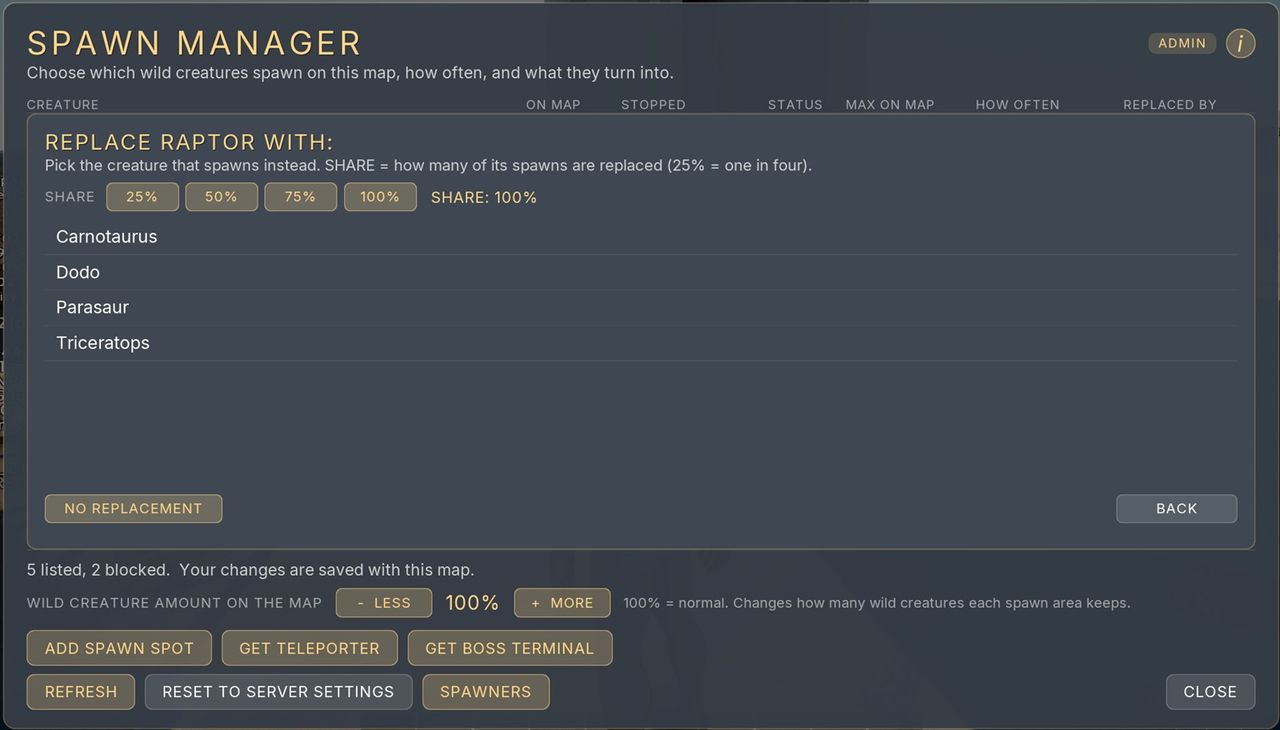 SPAWN MANAGER
ADMIN i
Choose which wild creatures spawn on this map, how often, and what they turn into.
CREATURE ON MAP STOPPED STATUS MAX ON MAP HOW OFTEN REPLACED BY
REPLACE RAPTOR WITH:
Pick the creature that spawns instead. SHARE = how many of its spawns are replaced (25% = one in four).
SHARE 25% 50% 75% 100% SHARE: 100%
Carnotaurus
Dodo
Parasaur
Triceratops
NO REPLACEMENT BACK
5 listed, 2 blocked. Your changes are saved with this map.
WILD CREATURE AMOUNT ON THE MAP - LESS 100% + MORE 100% = normal. Changes how many wild creatures each spawn area keeps.
ADD SPAWN SPOT GET TELEPORTER GET BOSS TERMINAL
REFRESH RESET TO SERVER SETTINGS SPAWNERS CLOSE